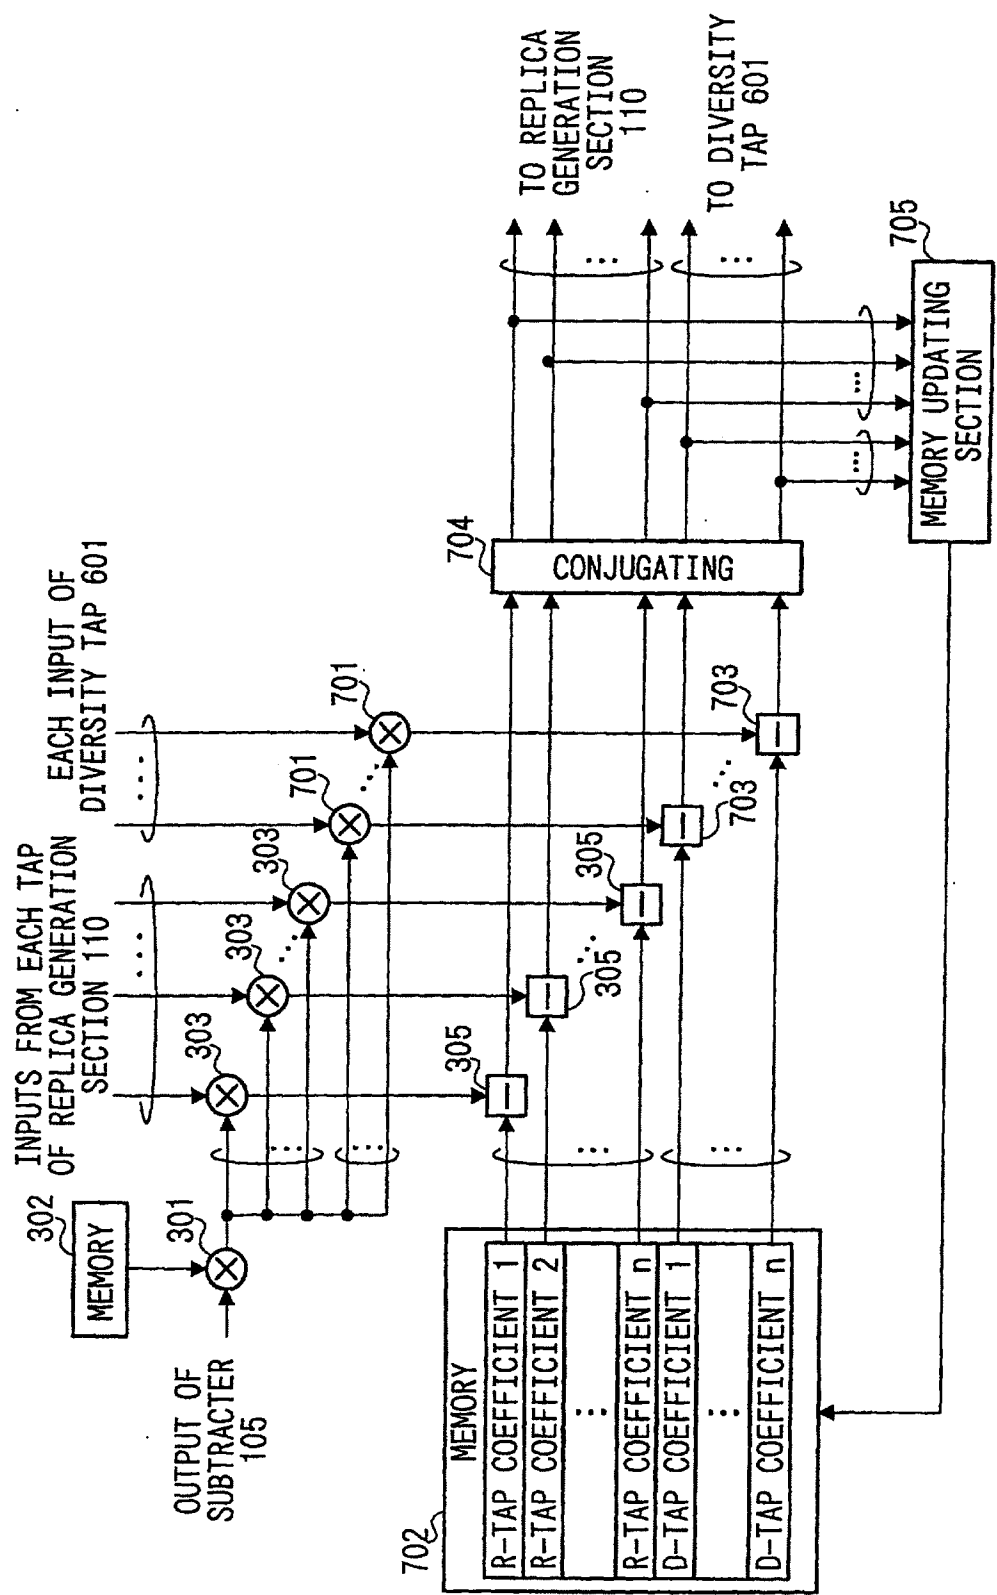 302
MEMORY
INPUTS FROM EACH TAP
OF REPLICA GENERATION
SECTION 110
EACH INPUT OF
DIVERSITY TAP 601
OUTPUT OF
SUBTRACTER
105
301
303
303
303
701
701
702
MEMORY
R-TAP COEFFICIENT 1
R-TAP COEFFICIENT 2
R-TAP COEFFICIENT n
D-TAP COEFFICIENT 1
D-TAP COEFFICIENT n
305
305
305
703
703
704
CONJUGATING
TO REPLICA
GENERATION
SECTION
110
TO DIVERSITY
TAP 601
705
MEMORY UPDATING
SECTION